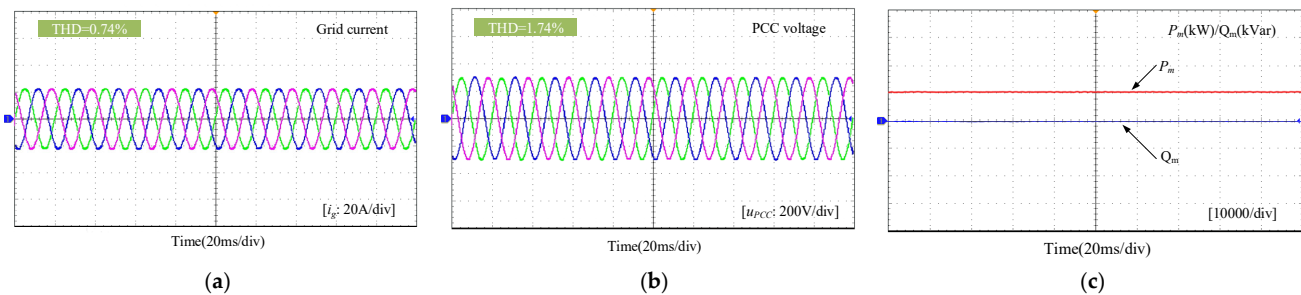 THD=0.74%
Grid current
[ig: 20A/div]
Time(20ms/div)
(a)
THD=1.74%
PCC voltage
[uPCC: 200V/div]
Time(20ms/div)
(b)
Pm(kW)/Qm(kVar)
Pm
Qm
[10000/div]
Time(20ms/div)
(c)